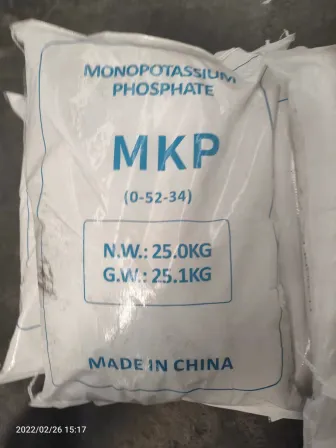 MONOPOTASSIUM
PHOSPHATE
MKP
(0-52-34)
N.W.: 25.0KG
G.W.: 25.1KG
MADE IN CHINA
2022/02/26 15:17